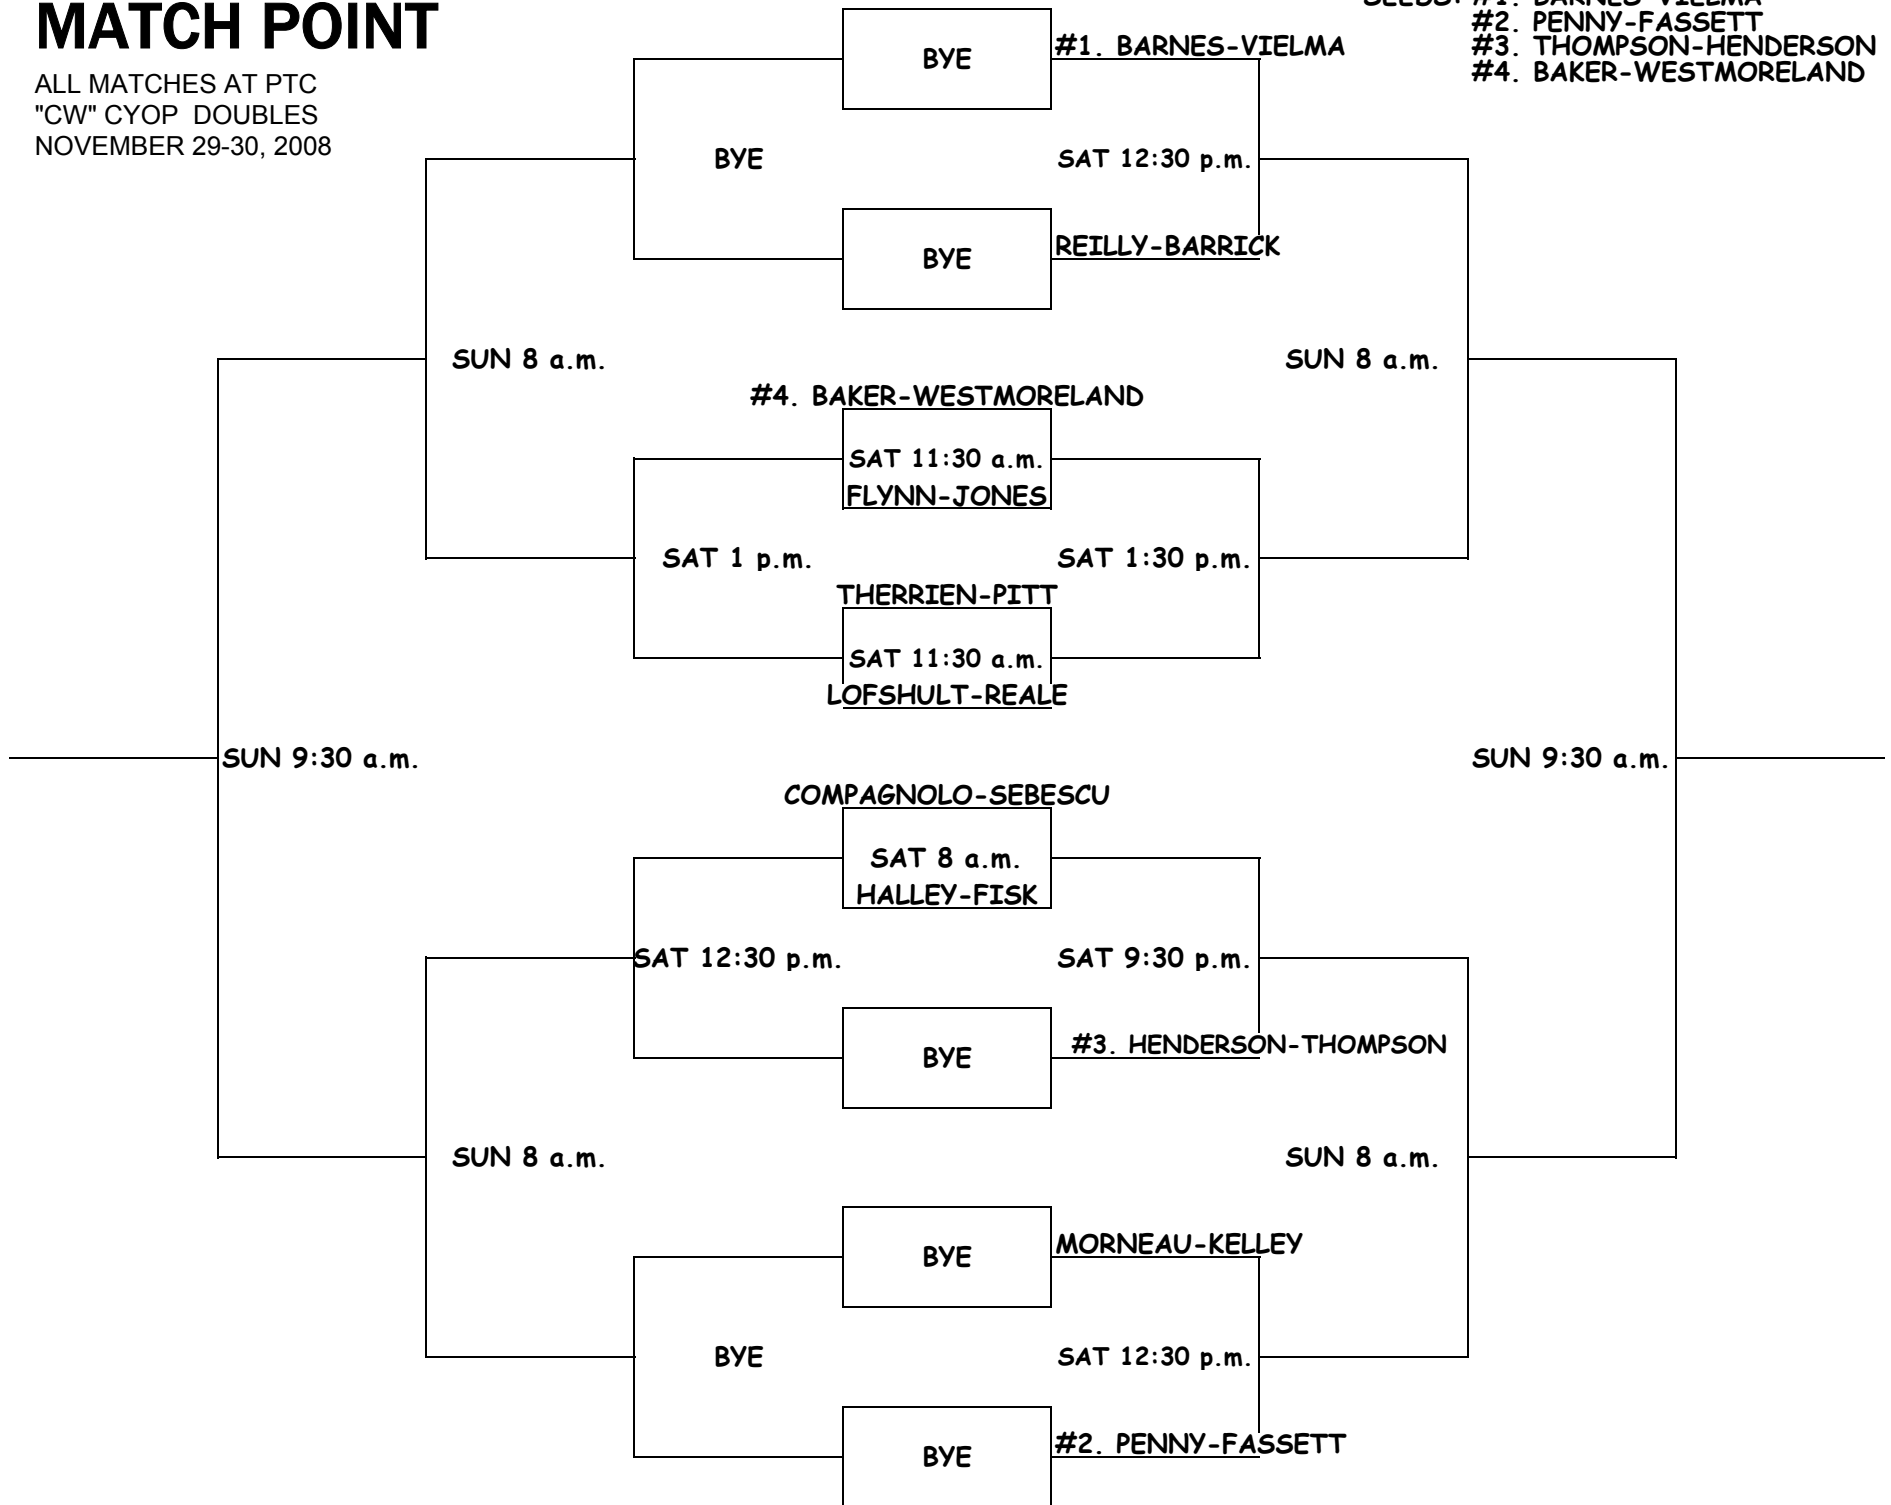 MATCH POINT
ALL MATCHES AT PTC
"CW" CYOP DOUBLES
NOVEMBER 29-30, 2008
SEEDS: #1. BARNES-VIELMA
#2. PENNY-FASSETT
#3. THOMPSON-HENDERSON
#4. BAKER-WESTMORELAND
BYE #1. BARNES-VIELMA
BYE SAT 12:30 p.m.
BYE REILLY-BARRICK
SUN 8 a.m. SUN 8 a.m.
#4. BAKER-WESTMORELAND
SAT 11:30 a.m.
FLYNN-JONES
SAT 1 p.m. SAT 1:30 p.m.
THERRIEN-PITT
SAT 11:30 a.m.
LOFSHULT-REALE
SUN 9:30 a.m. SUN 9:30 a.m.
COMPAGNOLO-SEBESCU
SAT 8 a.m.
HALLEY-FISK
SAT 12:30 p.m. SAT 9:30 p.m.
BYE #3. HENDERSON-THOMPSON
SUN 8 a.m. SUN 8 a.m.
BYE MORNEAU-KELLEY
BYE SAT 12:30 p.m.
BYE #2. PENNY-FASSETT